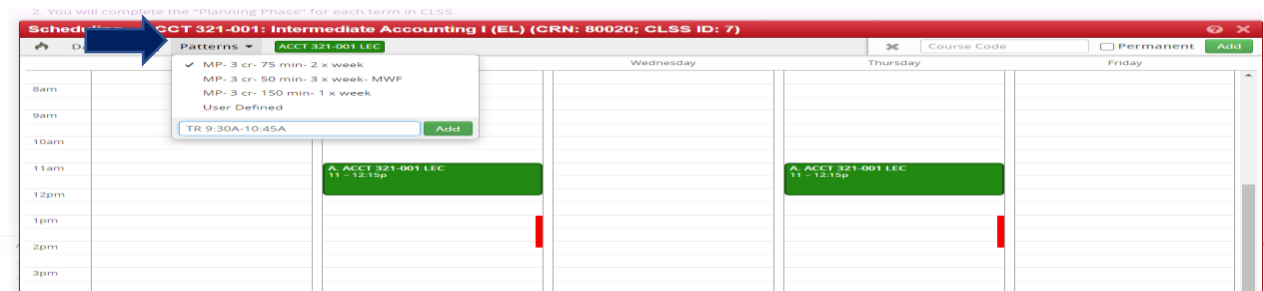 2. You will complete the "Planning Phase" for each term in CLSS.
ACCT 321-001: Intermediate Accounting I (EL) (CRN: 80020; CLSS ID: 7)
Patterns ACCT 321-001 LEC Course Code Permanent Add
Wednesday Thursday Friday
MP- 3 cr- 75 min- 2 x week
MP- 3 cr- 50 min- 3 x week- MWF
8am
MP- 3 cr- 150 min- 1 x week
User Defined
9am
TR 9:30A-10:45A Add
10am
11am
A. ACCT 321-001 LEC
11 – 12:15p
A. ACCT 321-001 LEC
11 – 12:15p
12pm
1pm
2pm
3pm